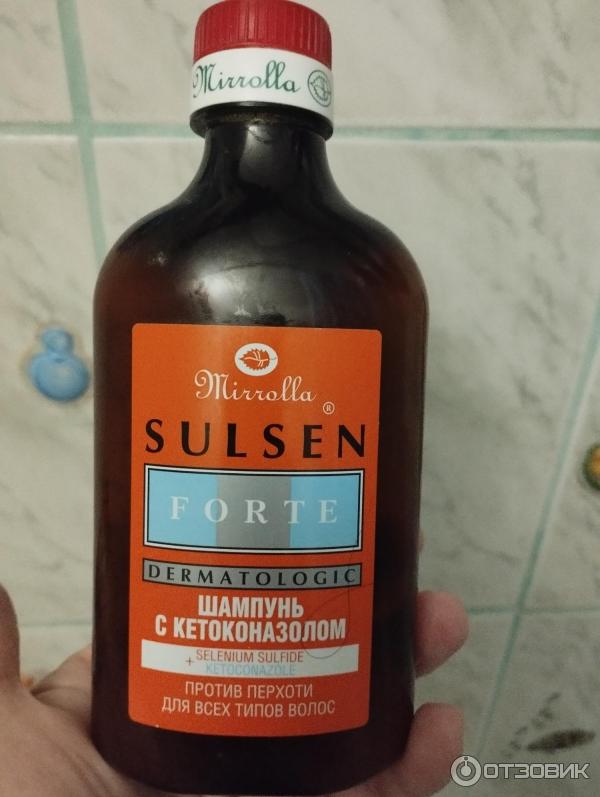 Mirrolla
Mirrolla
®
SULSEN
FORTE
DERMATOLOGIC
ШАМПУНЬ
С КЕТОКОНАЗОЛОМ
SELENIUM SULFIDE
+
KETOCONAZOLE
ПРОТИВ ПЕРХОТИ
ДЛЯ ВСЕХ ТИПОВ ВОЛОС
ОТЗОВИК